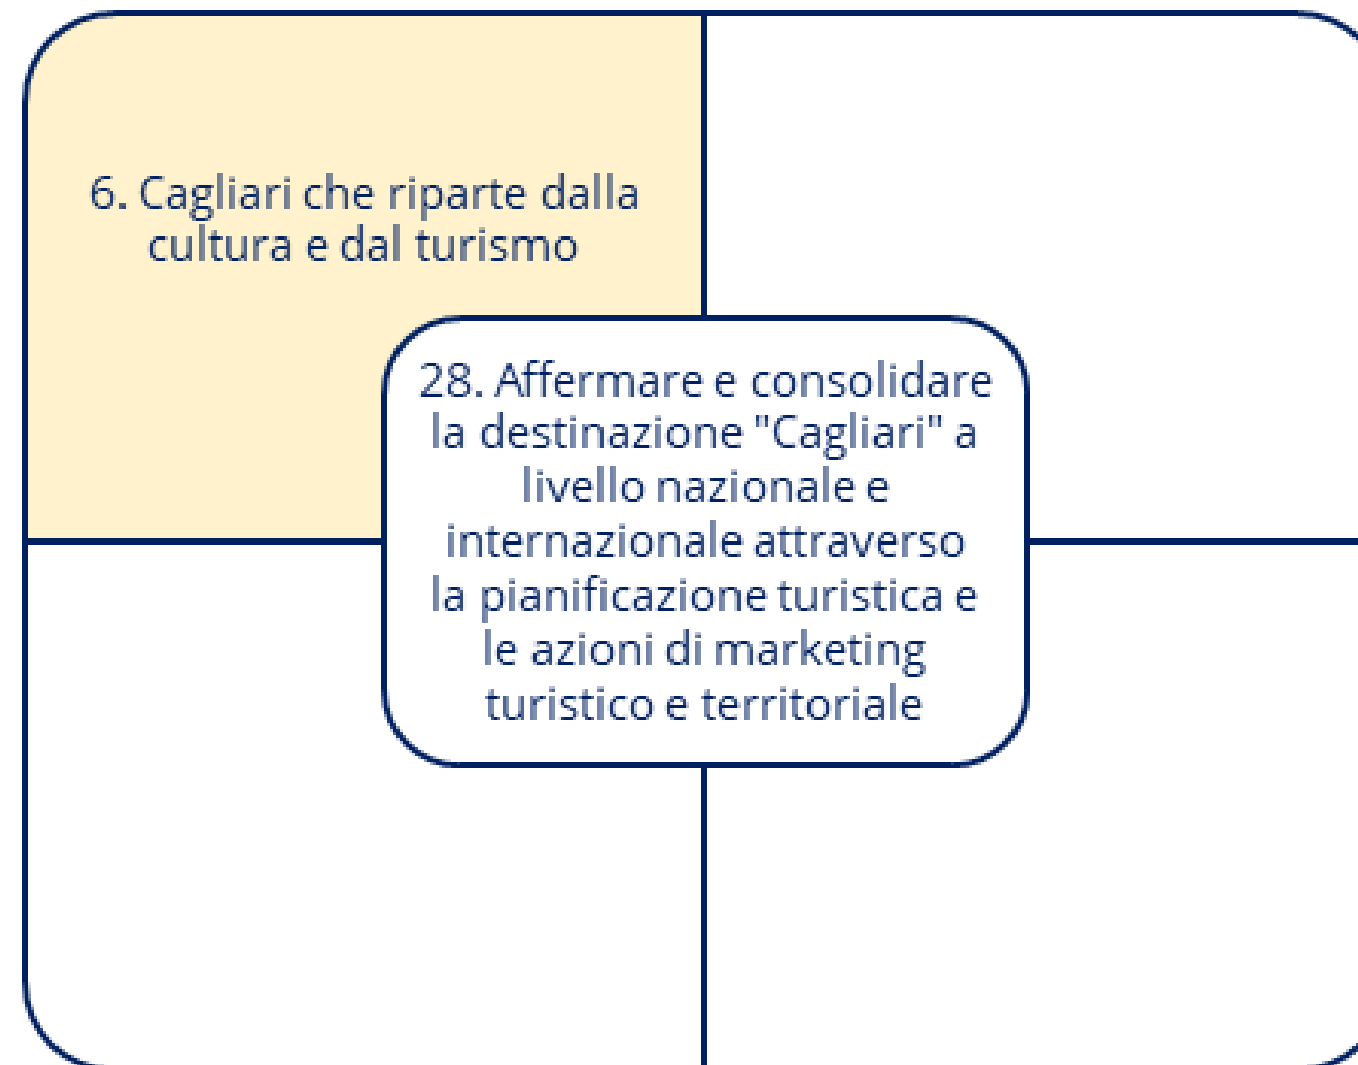 6. Cagliari che riparte dalla
cultura e dal turismo
28. Affermare e consolidare
la destinazione "Cagliari" a
livello nazionale e
internazionale attraverso
la pianificazione turistica e
le azioni di marketing
turistico e territoriale